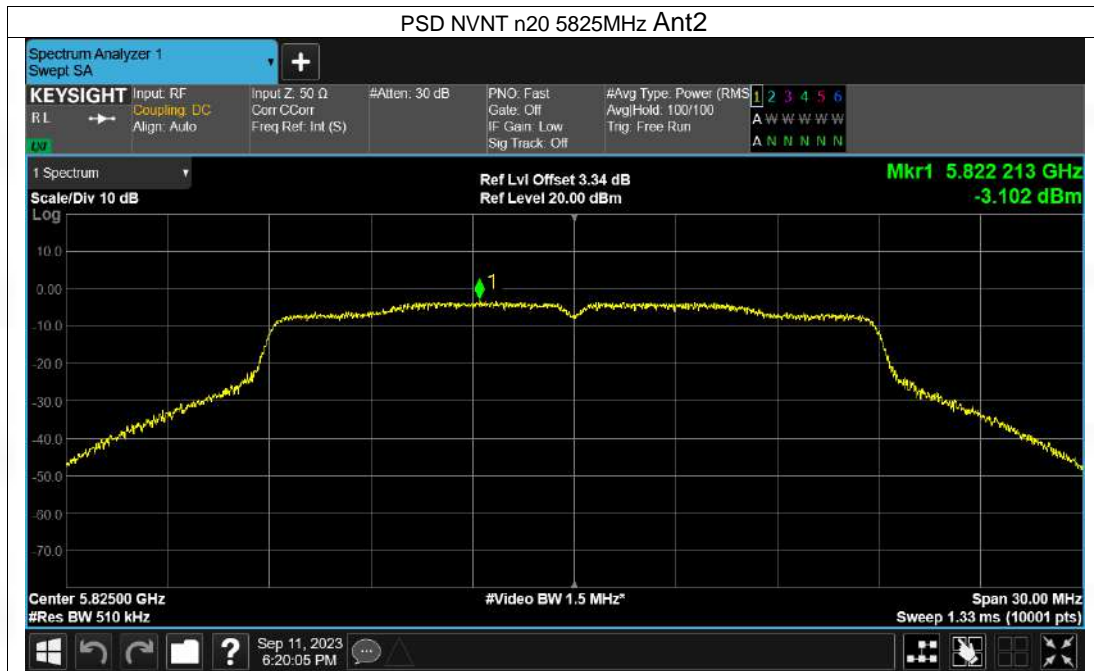 PSD NVNT n20 5825MHz Ant2
Spectrum Analyzer 1
Swept SA
KEYSIGHT
RL
LXI
Input: RF
Coupling: DC
Align: Auto
Input Z: 50 Ω
Corr CCorr
Freq Ref: Int (S)
#Atten: 30 dB
PNO: Fast
Gate: Off
IF Gain: Low
Sig Track: Off
#Avg Type: Power (RMS
Avg|Hold: 100/100
Trig: Free Run
1 2 3 4 5 6
A W W W W W
A N N N N N
1 Spectrum
Scale/Div 10 dB
Log
Ref Lvl Offset 3.34 dB
Ref Level 20.00 dBm
Mkr1 5.822 213 GHz
-3.102 dBm
10.0
0.00
-10.0
-20.0
-30.0
-40.0
-50.0
-60.0
-70.0
1
Center 5.82500 GHz
#Res BW 510 kHz
#Video BW 1.5 MHz*
Span 30.00 MHz
Sweep 1.33 ms (10001 pts)
?
Sep 11, 2023
6:20:05 PM